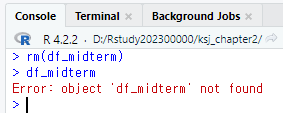 Console Terminal × Background Jobs ×
R 4.2.2 · D:/Rstudy202300000/ksj_chapter2/
> rm(df_midterm)
> df_midterm
Error: object 'df_midterm' not found
>